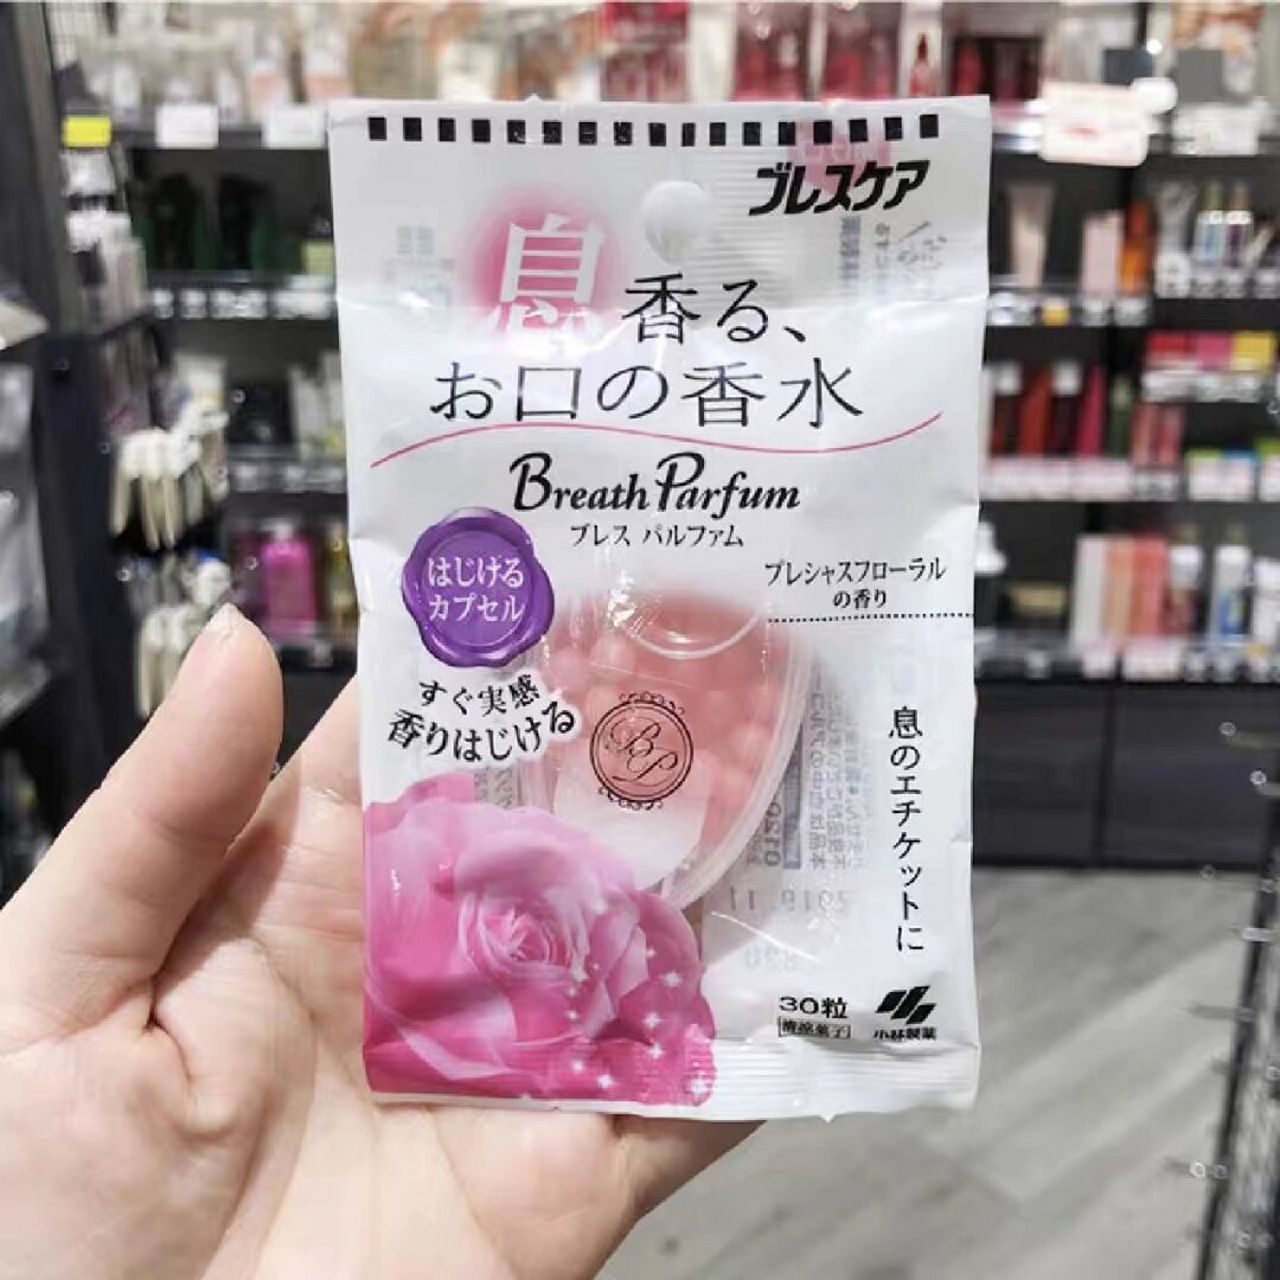 ブレスケア
息香る、
お口の香水
Breath Parfum
ブレス パルファム
はじける
カプセル
プレシャスフローラル
の香り
すぐ実感
香りはじける
BP
息のエチケットに
30粒
清涼菓子
小林製薬